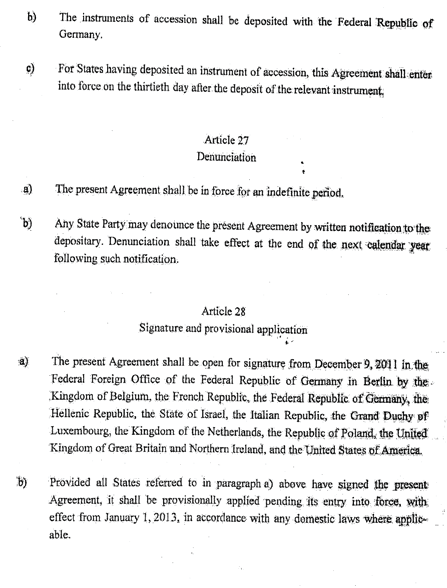 b) The instruments of accession shall be deposited with the Federal Republic of
Germany.
c) For States having deposited an instrument of accession, this Agreement shall enter
into force on the thirtieth day after the deposit of the relevant instrument.
Article 27
Denunciation
a) The present Agreement shall be in force for an indefinite period.
b) Any State Party may denounce the present Agreement by written notification to the
depositary. Denunciation shall take effect at the end of the next calendar year
following such notification.
Article 28
Signature and provisional application
a) The present Agreement shall be open for signature from December 9, 2011 in the
Federal Foreign Office of the Federal Republic of Germany in Berlin by the
Kingdom of Belgium, the French Republic, the Federal Republic of Germany, the
Hellenic Republic, the State of Israel, the Italian Republic, the Grand Duchy of
Luxembourg, the Kingdom of the Netherlands, the Republic of Poland, the United
Kingdom of Great Britain and Northern Ireland, and the United States of America.
b) Provided all States referred to in paragraph a) above have signed the present
Agreement, it shall be provisionally applied pending its entry into force, with
effect from January 1, 2013, in accordance with any domestic laws where applic-
able.